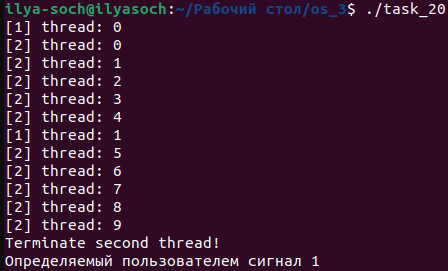 ilya-soch@ilyasoch:~/Рабочий стол/os_3$ ./task_20
[1] thread: 0
[2] thread: 0
[2] thread: 1
[2] thread: 2
[2] thread: 3
[2] thread: 4
[1] thread: 1
[2] thread: 5
[2] thread: 6
[2] thread: 7
[2] thread: 8
[2] thread: 9
Terminate second thread!
Определяемый пользователем сигнал 1